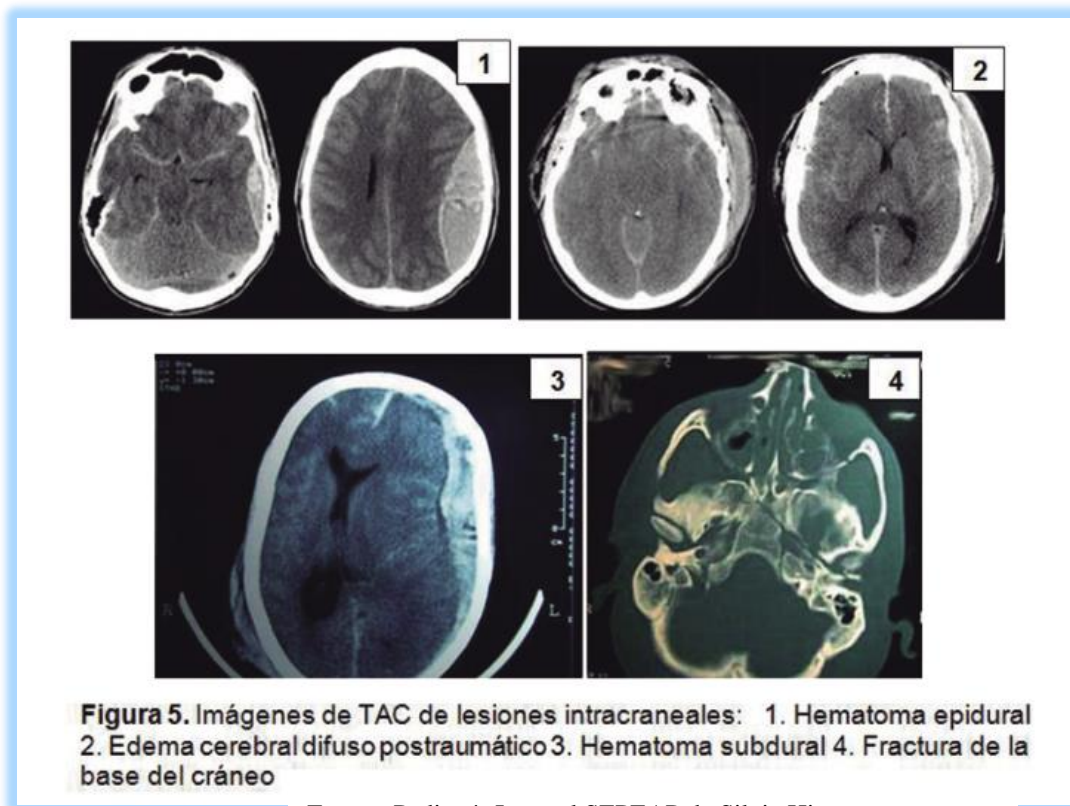 1
2
3
4
R
L
Figura 5. Imágenes de TAC de lesiones intracraneales: 1. Hematoma epidural
2. Edema cerebral difuso postraumático 3. Hematoma subdural 4. Fractura de la
base del cráneo